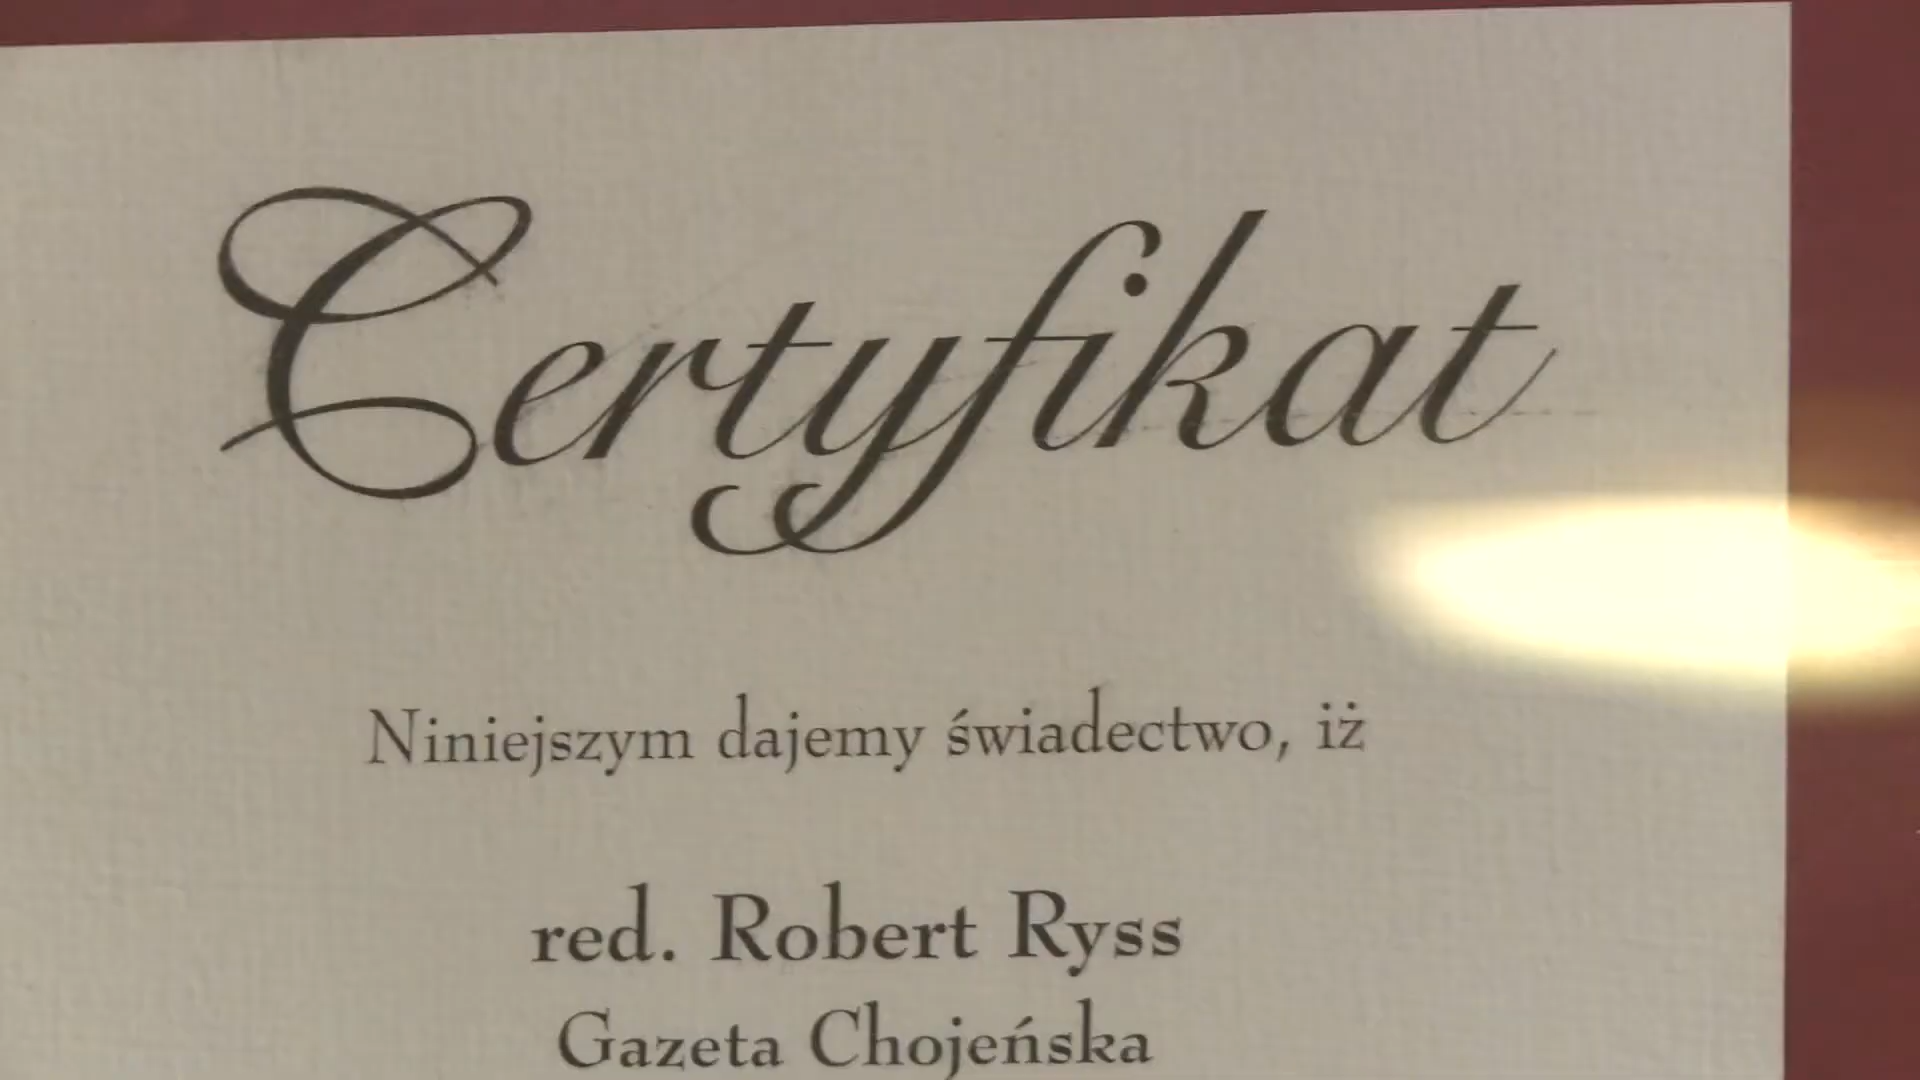 Certyfikat
Niniejszym dajemy świadectwo, iż
red. Robert Ryss
Gazeta Chojeńska